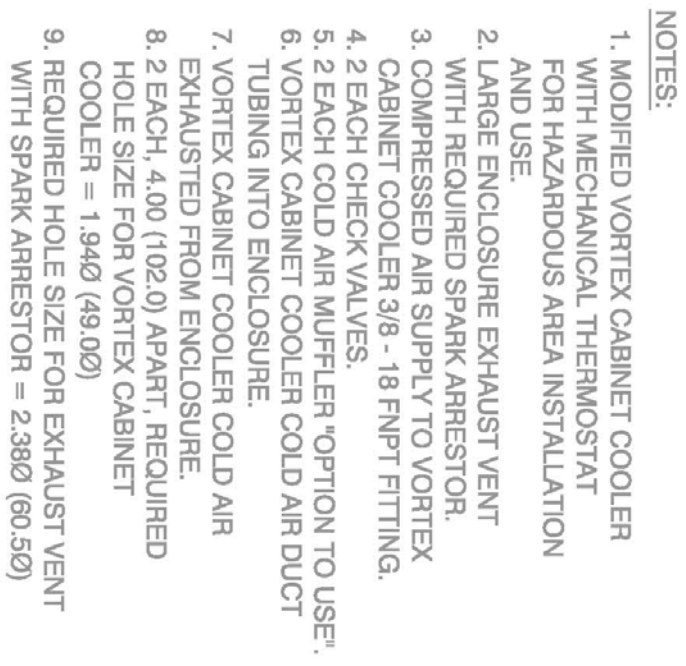 NOTES:
1. MODIFIED VORTEX CABINET COOLER
WITH MECHANICAL THERMOSTAT
FOR HAZARDOUS AREA INSTALLATION
AND USE.
2. LARGE ENCLOSURE EXHAUST VENT
WITH REQUIRED SPARK ARRESTOR.
3. COMPRESSED AIR SUPPLY TO VORTEX
CABINET COOLER 3/8 - 18 FNPT FITTING.
4. 2 EACH CHECK VALVES.
5. 2 EACH COLD AIR MUFFLER "OPTION TO USE".
6. VORTEX CABINET COOLER COLD AIR DUCT
TUBING INTO ENCLOSURE.
7. VORTEX CABINET COOLER COLD AIR
EXHAUSTED FROM ENCLOSURE.
8. 2 EACH, 4.00 (102.0) APART, REQUIRED
HOLE SIZE FOR VORTEX CABINET
COOLER = 1.94Ø (49.0Ø)
9. REQUIRED HOLE SIZE FOR EXHAUST VENT
WITH SPARK ARRESTOR = 2.38Ø (60.5Ø)